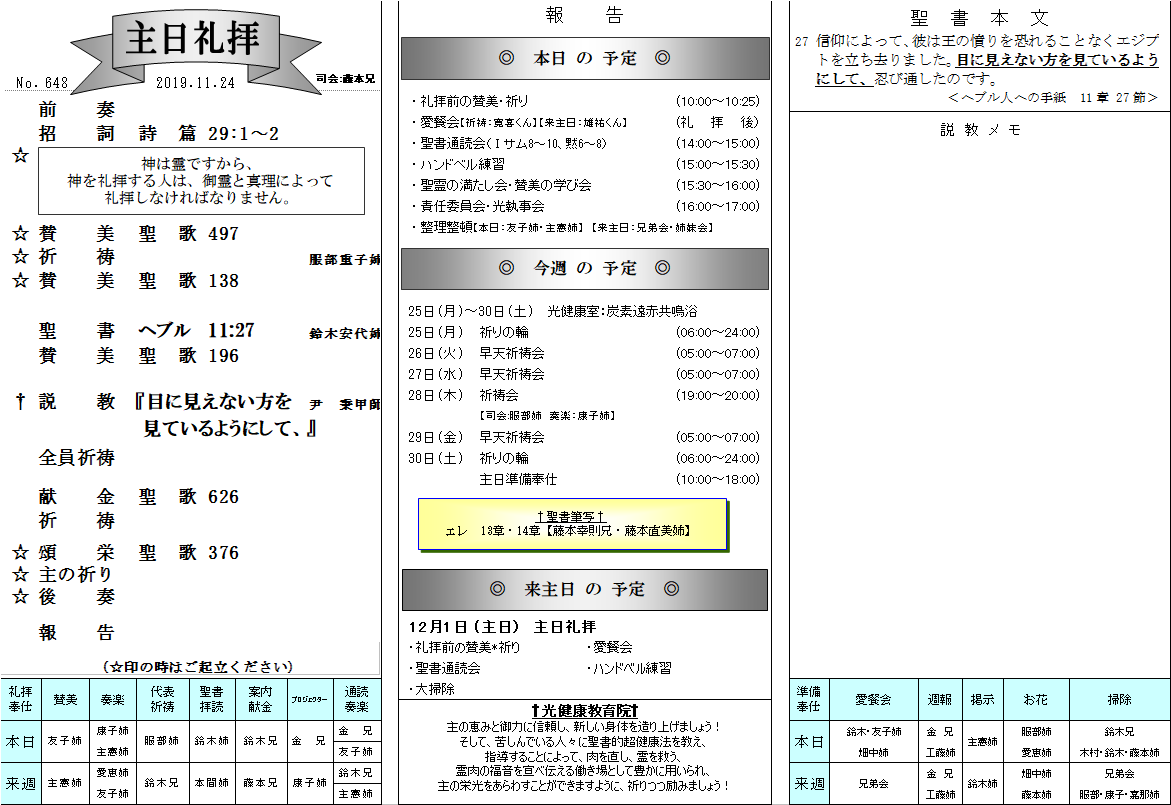 主日礼拝
No. 648
2019.11.24
司会:藤本兄
前 奏
招 詞 詩 篇 29:1～2
☆
神は霊ですから、
神を礼拝する人は、御霊と真理によって
礼拝しなければなりません。
☆ 賛 美 聖 歌 497
☆ 祈 祷 服部重子姉
☆ 賛 美 聖 歌 138
聖 書 ヘブル 11:27 鈴木安代姉
賛 美 聖 歌 196
† 説 教 『目に見えない方を 尹 秉甲師
見ているようにして、』
全員祈祷
献 金 聖 歌 626
祈 祷
☆ 頌 栄 聖 歌 376
☆ 主の祈り
☆ 後 奏
報 告
（☆印の時はご起立ください）
礼拝奉仕 賛美 奏楽 代表祈祷 聖書拝読 案内献金 プロジェクター 通読奏楽
本日 友子姉 康子姉 主憲姉 服部姉 鈴木姉 鈴木兄 金 兄 金 兄 友子姉
来週 主憲姉 愛恵姉 友子姉 鈴木兄 本間姉 藤本兄 康子姉 鈴木兄 主憲姉
報 告
◎ 本日 の 予定 ◎
・礼拝前の賛美・祈り (10:00～10:25)
・愛餐会【祈祷：寛喜くん】【来主日：雄祐くん】 (礼 拝 後)
・聖書通読会(Ⅰサム8～10、黙6～8) (14:00～15:00)
・ハンドベル練習 (15:00～15:30)
・聖霊の満たし会・賛美の学び会 (15:30～16:00)
・責任委員会・光執事会 (16:00～17:00)
・整理整頓【本日：友子姉・主憲姉】 【来主日：兄弟会・姉妹会】
◎ 今週 の 予定 ◎
25日(月)～30日(土) 光健康室：炭素遠赤共鳴浴
25日(月) 祈りの輪 (06:00～24:00)
26日(火) 早天祈祷会 (05:00～07:00)
27日(水) 早天祈祷会 (05:00～07:00)
28日(木) 祈祷会 (19:00～20:00)
【司会:服部姉 奏楽：康子姉】
29日(金) 早天祈祷会 (05:00～07:00)
30日(土) 祈りの輪 (06:00～24:00)
主日準備奉仕 (10:00～18:00)
†聖書筆写†
エレ 13章・14章【藤本幸則兄・藤本直美姉】
◎ 来主日 の 予定 ◎
12月1日(主日) 主日礼拝
・礼拝前の賛美*祈り ・愛餐会
・聖書通読会 ・ハンドベル練習
・大掃除
†光健康教育院†
主の恵みと御力に信頼し、新しい身体を造り上げましょう！
そして、苦しんでいる人々に聖書的超健康法を教え、
指導することによって、肉を直し、霊を救う、
霊肉の福音を宣べ伝える働き場として豊かに用いられ、
主の栄光をあらわすことができますように、祈りつつ励みましょう！
聖 書 本 文
27 信仰によって、彼は王の憤りを恐れることなくエジプ
トを立ち去りました。目に見えない方を見ているよう
にして、忍び通したのです。
＜ヘブル人への手紙 11章 27節＞
説 教 メ モ
準備奉仕 愛餐会 週報 掲示 お花 掃除
本日 鈴木・友子姉 畑中姉 金 兄 工藤姉 主憲姉 服部姉 愛恵姉 鈴木兄 木村・鈴木・藤本姉
来週 兄弟会 金 兄 工藤姉 鈴木姉 畑中姉 藤本姉 兄弟会 服部・康子・嘉那姉